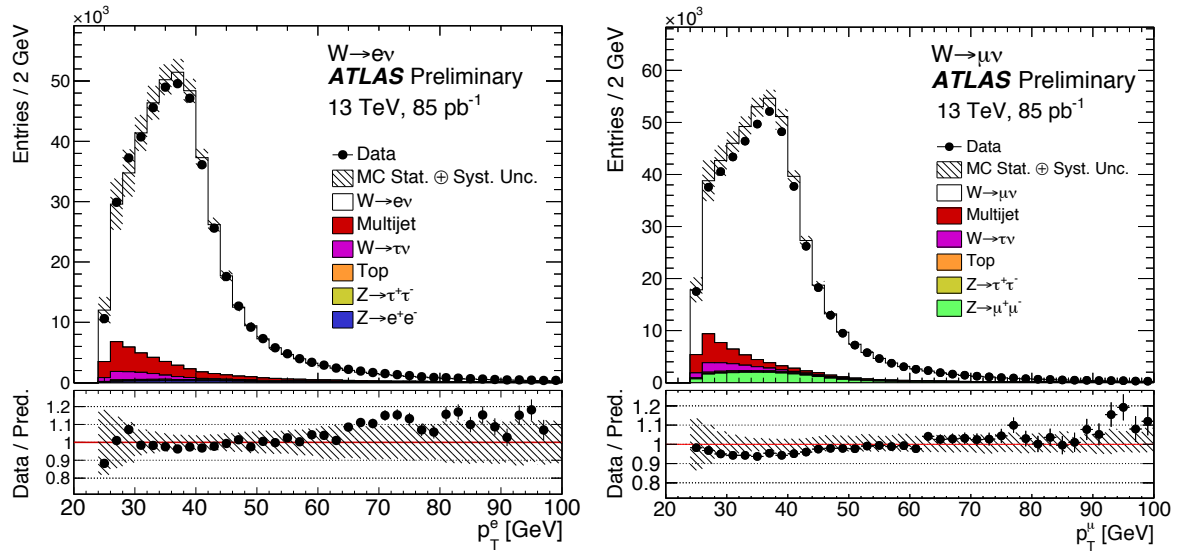 ×10³
Entries / 2 GeV
50
40
30
20
10
0
W→eν
ATLAS Preliminary
13 TeV, 85 pb⁻¹
Data
MC Stat. ⊕ Syst. Unc.
W→eν
Multijet
W→τν
Top
Z→τ⁺τ⁻
Z→e⁺e⁻
Data / Pred.
1.2
1.1
1
0.9
0.8
20 30 40 50 60 70 80 90 100
p_T^e [GeV]
×10³
Entries / 2 GeV
60
50
40
30
20
10
0
W→μν
ATLAS Preliminary
13 TeV, 85 pb⁻¹
Data
MC Stat. ⊕ Syst. Unc.
W→μν
Multijet
W→τν
Top
Z→τ⁺τ⁻
Z→μ⁺μ⁻
Data / Pred.
1.2
1.1
1
0.9
0.8
20 30 40 50 60 70 80 90 100
p_T^μ [GeV]